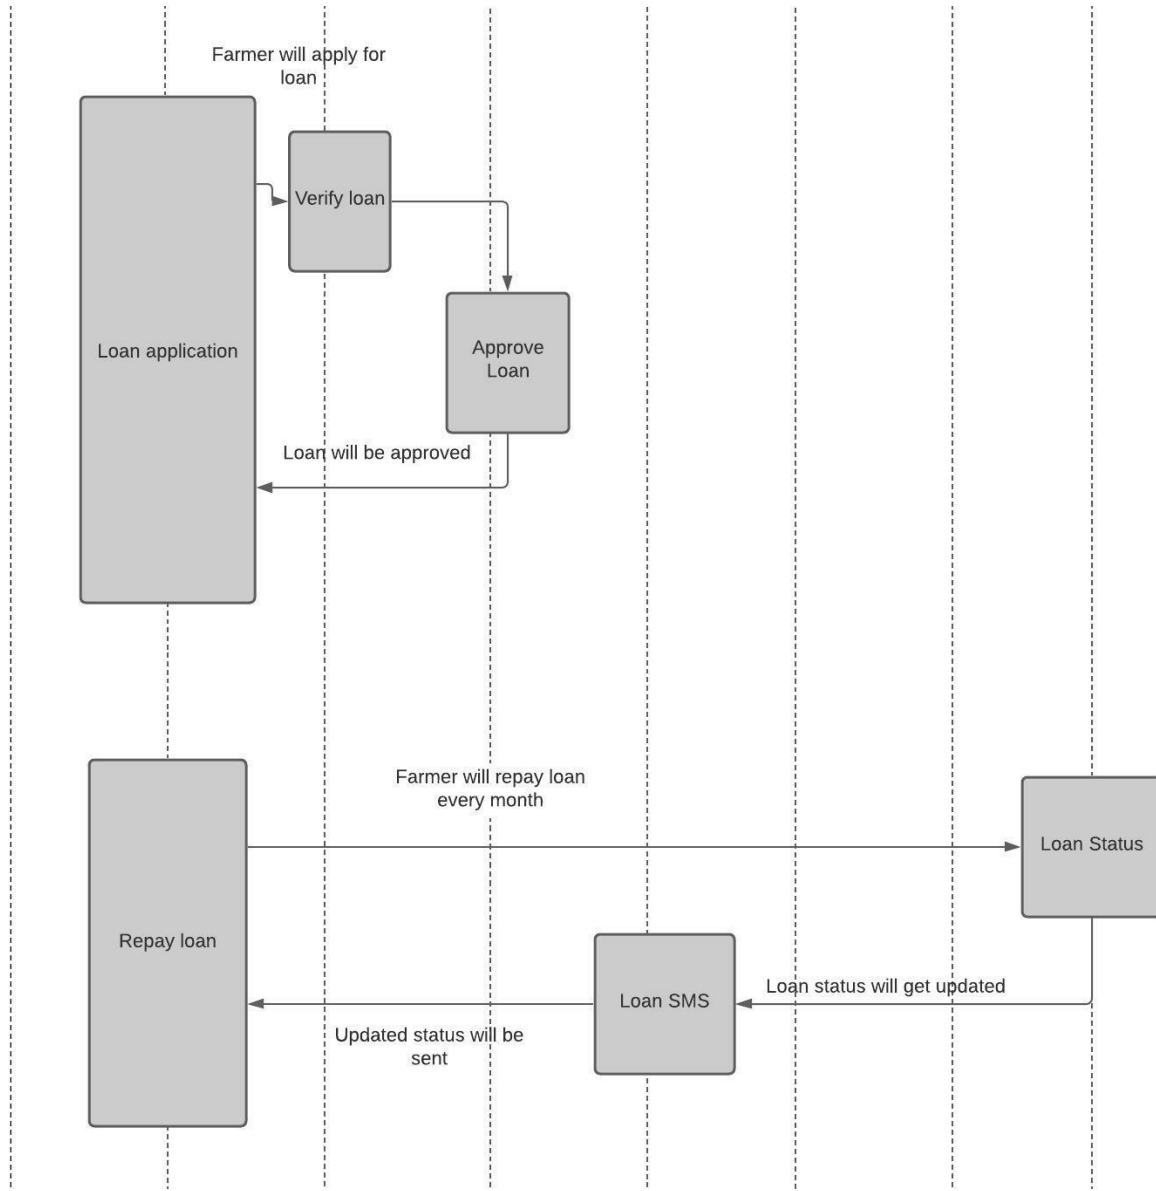 Farmer will apply for
loan
Verify loan
Loan application
Approve
Loan
Loan will be approved
Farmer will repay loan
every month
Loan Status
Repay loan
Loan status will get updated
Loan SMS
Updated status will be
sent